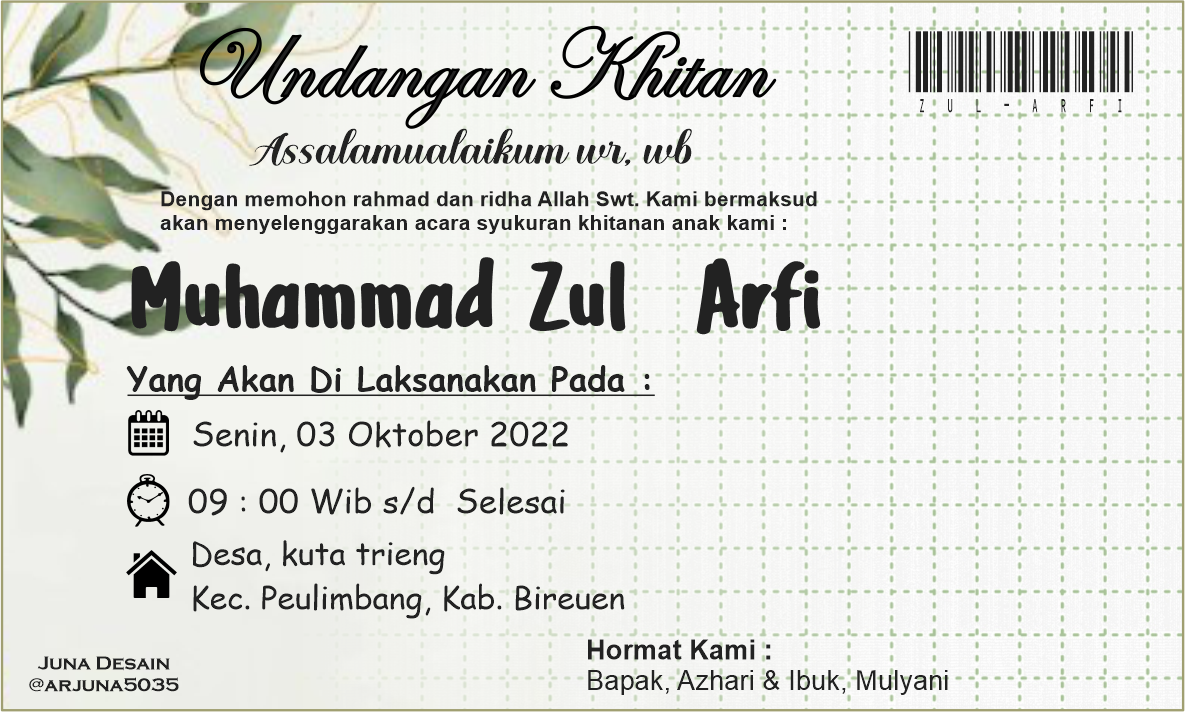 Undangan Khitan
ZUL-ARFI
Assalamualaikum wr, wb
Dengan memohon rahmad dan ridha Allah Swt. Kami bermaksud
akan menyelenggarakan acara syukuran khitanan anak kami :
Muhammad Zul Arfi
Yang Akan Di Laksanakan Pada :
Senin, 03 Oktober 2022
09 : 00 Wib s/d Selesai
Desa, kuta trieng
Kec. Peulimbang, Kab. Bireuen
Hormat Kami :
Bapak, Azhari & Ibuk, Mulyani
Juna Desain
@arjuna5035